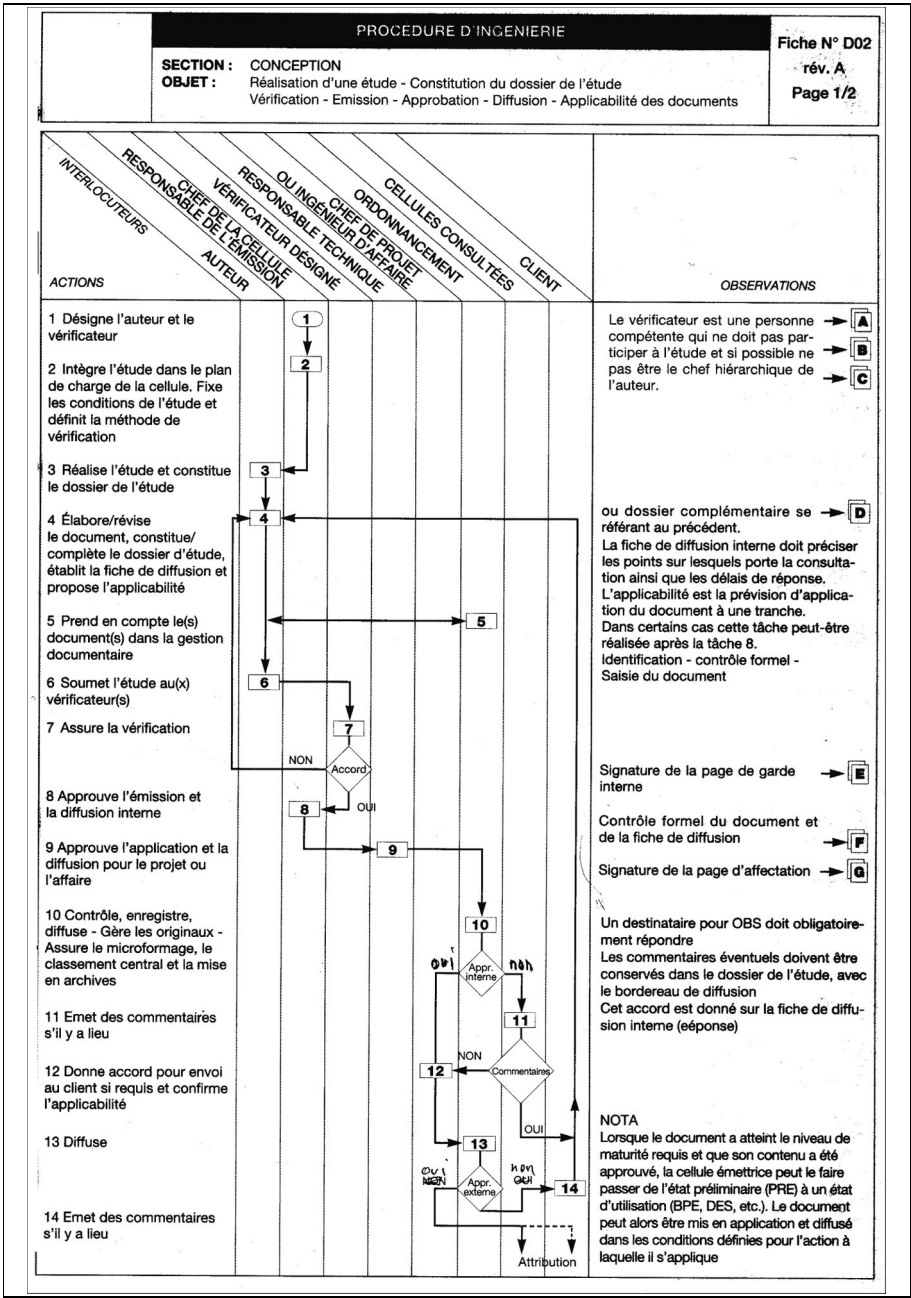 PROCEDURE D'INGENIERIE
Fiche N° D02
rév. A
Page 1/2
SECTION : CONCEPTION
OBJET : Réalisation d'une étude - Constitution du dossier de l'étude
Vérification - Emission - Approbation - Diffusion - Applicabilité des documents
INTERLOCUTEURS
AUTEUR
RESPONSABLE DE L'ÉMISSION
CHEF DE LA CELLULE
VÉRIFICATEUR DÉSIGNÉ
RESPONSABLE TECHNIQUE
OU INGÉNIEUR D'AFFAIRE
CHEF DE PROJET
ORDONNANCEMENT
CELLULES CONSULTÉES
CLIENT
ACTIONS
OBSERVATIONS
1 Désigne l'auteur et le
vérificateur
2 Intègre l'étude dans le plan
de charge de la cellule. Fixe
les conditions de l'étude et
définit la méthode de
vérification
3 Réalise l'étude et constitue
le dossier de l'étude
4 Élabore/révise
le document, constitue/
complète le dossier d'étude,
établit la fiche de diffusion et
propose l'applicabilité
5 Prend en compte le(s)
document(s) dans la gestion
documentaire
6 Soumet l'étude au(x)
vérificateur(s)
7 Assure la vérification
8 Approuve l'émission et
la diffusion interne
9 Approuve l'application et la
diffusion pour le projet ou
l'affaire
10 Contrôle, enregistre,
diffuse - Gère les originaux -
Assure le microformage, le
classement central et la mise
en archives
11 Emet des commentaires
s'il y a lieu
12 Donne accord pour envoi
au client si requis et confirme
l'applicabilité
13 Diffuse
14 Emet des commentaires
s'il y a lieu
1
2
3
4
5
6
7
NON
Accord
OUI
8
9
10
oui
Appr.
interne
non
11
NON
12
Commentaires
OUI
13
oui
NON
Appr.
externe
non
OUI
14
Attribution
Le vérificateur est une personne
compétente qui ne doit pas par-
ticiper à l'étude et si possible ne
pas être le chef hiérarchique de
l'auteur.
A
B
C
ou dossier complémentaire se
référant au précédent.
D
La fiche de diffusion interne doit préciser
les points sur lesquels porte la consulta-
tion ainsi que les délais de réponse.
L'applicabilité est la prévision d'applica-
tion du document à une tranche.
Dans certains cas cette tâche peut-être
réalisée après la tâche 8.
Identification - contrôle formel -
Saisie du document
Signature de la page de garde
interne
E
Contrôle formel du document et
de la fiche de diffusion
F
Signature de la page d'affectation
G
Un destinataire pour OBS doit obligatoire-
ment répondre
Les commentaires éventuels doivent être
conservés dans le dossier de l'étude, avec
le bordereau de diffusion
Cet accord est donné sur la fiche de diffu-
sion interne (eéponse)
NOTA
Lorsque le document a atteint le niveau de
maturité requis et que son contenu a été
approuvé, la cellule émettrice peut le faire
passer de l'état préliminaire (PRE) à un état
d'utilisation (BPE, DES, etc.). Le document
peut alors être mis en application et diffusé
dans les conditions définies pour l'action à
laquelle il s'applique